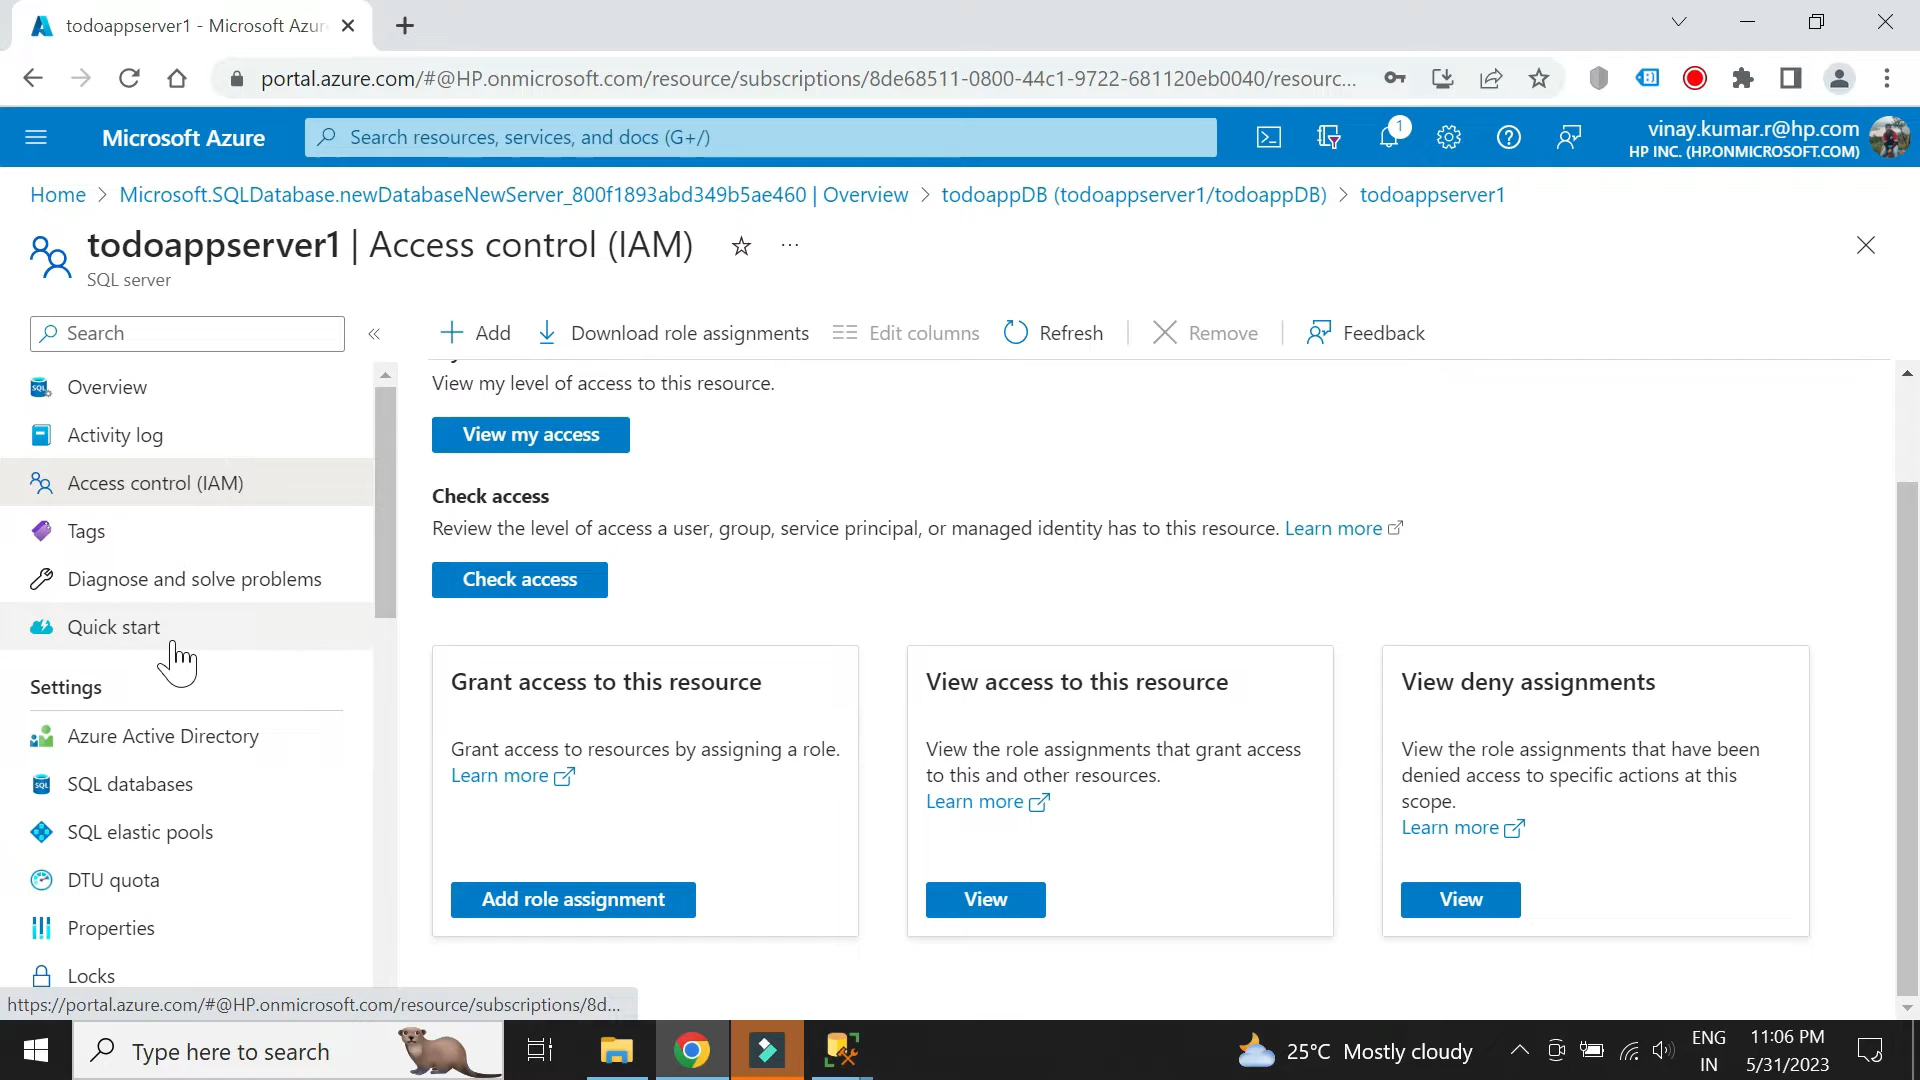 todoappserver1 - Microsoft Azur
portal.azure.com/#@HP.onmicrosoft.com/resource/subscriptions/8de68511-0800-44c1-9722-681120eb0040/resourc...
Microsoft Azure
Search resources, services, and docs (G+/)
1
vinay.kumar.r@hp.com
HP INC. (HP.ONMICROSOFT.COM)
Home > Microsoft.SQLDatabase.newDatabaseNewServer_800f1893abd349b5ae460 | Overview > todoappDB (todoappserver1/todoappDB) > todoappserver1
todoappserver1 | Access control (IAM)
SQL server
Search
Add
Download role assignments
Edit columns
Refresh
Remove
Feedback
Overview
Activity log
Access control (IAM)
Tags
Diagnose and solve problems
Quick start
Settings
Azure Active Directory
SQL databases
SQL elastic pools
DTU quota
Properties
Locks
View my level of access to this resource.
View my access
Check access
Review the level of access a user, group, service principal, or managed identity has to this resource. Learn more
Check access
Grant access to this resource
Grant access to resources by assigning a role.
Learn more
Add role assignment
View access to this resource
View the role assignments that grant access
to this and other resources.
Learn more
View
View deny assignments
View the role assignments that have been
denied access to specific actions at this
scope.
Learn more
View
https://portal.azure.com/#@HP.onmicrosoft.com/resource/subscriptions/8d...
Type here to search
25°C Mostly cloudy
ENG
IN
11:06 PM
5/31/2023